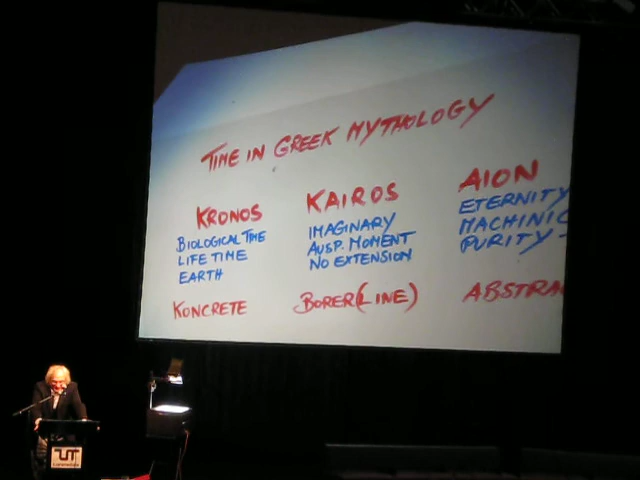 TIME IN GREEK MYTHOLOGY
KRONOS
BIOLOGICAL TIME
LIFE TIME
EARTH
KONCRETE
KAIROS
IMAGINARY
AUSP. MOMENT
NO EXTENSION
BORER(LINE)
AION
ETERNITY
MACHINIC
PURITY-
ABSTRA